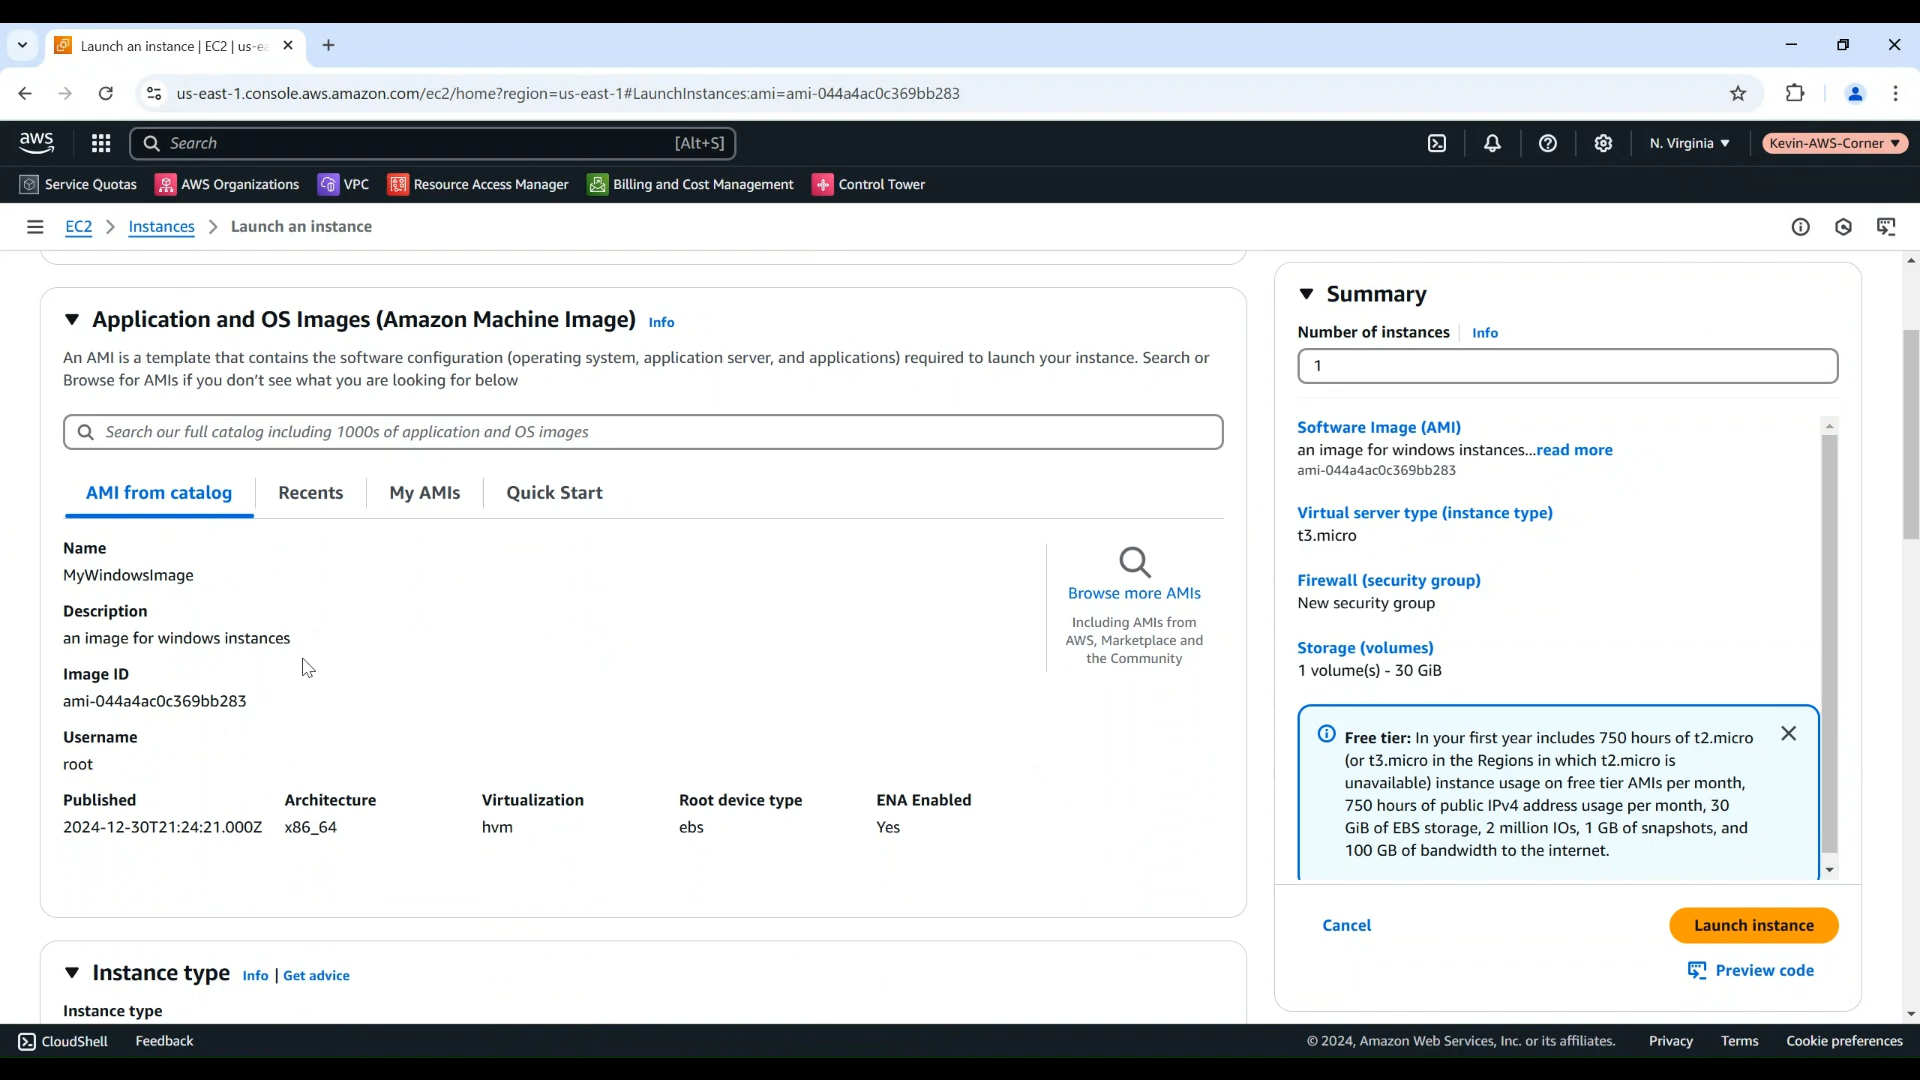 Launch an instance | EC2 | us-ea
us-east-1.console.aws.amazon.com/ec2/home?region=us-east-1#LaunchInstances:ami=ami-044a4ac0c369bb283
aws
Search
[Alt+S]
N. Virginia
Kevin-AWS-Corner
Service Quotas
AWS Organizations
VPC
Resource Access Manager
Billing and Cost Management
Control Tower
EC2
Instances
Launch an instance
Application and OS Images (Amazon Machine Image) Info
An AMI is a template that contains the software configuration (operating system, application server, and applications) required to launch your instance. Search or
Browse for AMIs if you don't see what you are looking for below
Search our full catalog including 1000s of application and OS images
AMI from catalog
Recents
My AMIs
Quick Start
Name
MyWindowsImage
Description
an image for windows instances
Image ID
ami-044a4ac0c369bb283
Username
root
Published
2024-12-30T21:24:21.000Z
Architecture
x86_64
Virtualization
hvm
Root device type
ebs
ENA Enabled
Yes
Browse more AMIs
Including AMIs from
AWS, Marketplace and
the Community
Instance type Info | Get advice
Instance type
Summary
Number of instances Info
1
Software Image (AMI)
an image for windows instances...read more
ami-044a4ac0c369bb283
Virtual server type (instance type)
t3.micro
Firewall (security group)
New security group
Storage (volumes)
1 volume(s) - 30 GiB
Free tier: In your first year includes 750 hours of t2.micro
(or t3.micro in the Regions in which t2.micro is
unavailable) instance usage on free tier AMIs per month,
750 hours of public IPv4 address usage per month, 30
GiB of EBS storage, 2 million IOs, 1 GB of snapshots, and
100 GB of bandwidth to the internet.
Cancel
Launch instance
Preview code
CloudShell
Feedback
© 2024, Amazon Web Services, Inc. or its affiliates.
Privacy
Terms
Cookie preferences